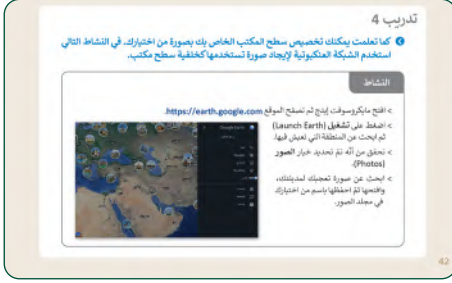 تدريب 4
كما تعلمت يمكنك تخصيص سطح المكتب الخاص بك بصورة من اختيارك. في النشاط التالي
استخدم الشبكة العنكبوتية لإيجاد صورة تستخدمها كخلفية سطح مكتب.
النشاط
> افتح مايكروسوفت إيدج ثم تصفح الموقع https://earth.google.com.
> اضغط على تشغيل (Launch Earth)
ثم ابحث عن المنطقة التي تعيش فيها.
> تحقق من أنّه تمّ تحديد خيار الصور
(Photos).
> ابحث عن صورة تعجبك لمدينتك،
وافتحها ثمّ احفظها باسم من اختيارك
في مجلد الصور.
Google Earth
42